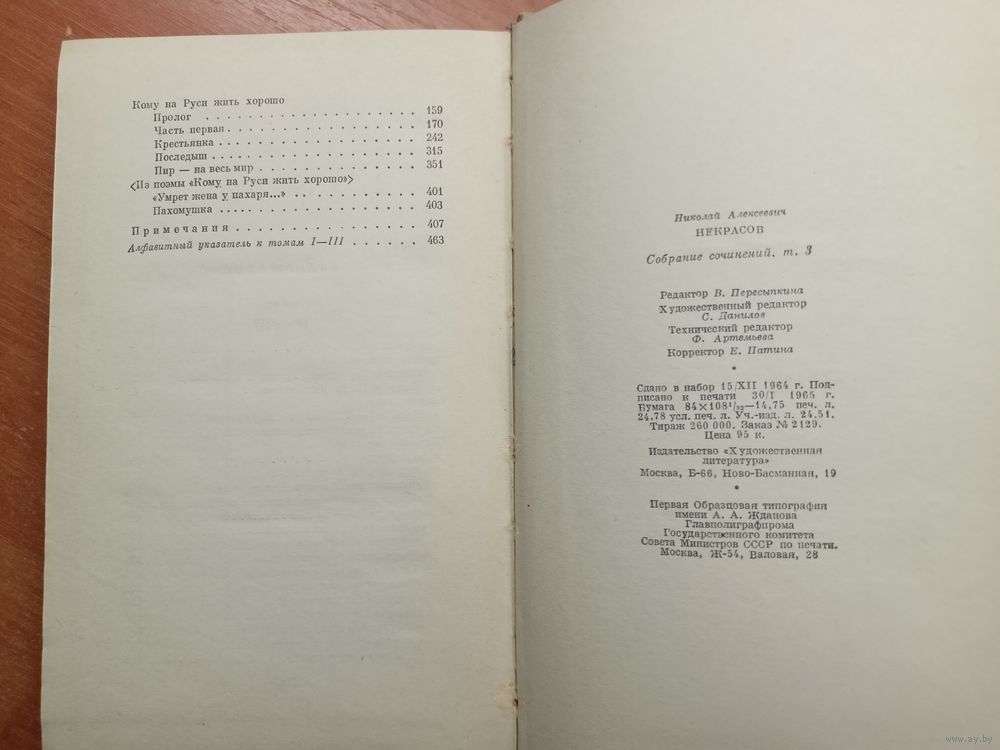 Кому на Руси жить хорошо
Пролог . . . . . . . . . . . . . . . . . . . . 159
Часть первая . . . . . . . . . . . . . . . . . . 170
Крестьянка . . . . . . . . . . . . . . . . . . . 242
Последыш . . . . . . . . . . . . . . . . . . . 315
Пир — на весь мир . . . . . . . . . . . . . . . 351
<Из поэмы «Кому на Руси жить хорошо»>
«Умрет жена у пахаря...» . . . . . . . . . . . 401
Пахомушка . . . . . . . . . . . . . . . . . . . 403
Примечания . . . . . . . . . . . . . . . . . 407
Алфавитный указатель к томам I—III . . . . . . 463
Николай Алексеевич
НЕКРАСОВ
Собрание сочинений, т. 3
Редактор В. Пересыпкина
Художественный редактор
С. Данилов
Технический редактор
Ф. Артемьева
Корректор Е. Патина
*
Сдано в набор 15/XII 1964 г. Под-
писано к печати 30/I 1965 г.
Бумага 84×108¹/₃₂—14,75 печ. л.
24,78 усл. печ. л. Уч.-изд. л. 24,51.
Тираж 260 000. Заказ № 2129.
Цена 95 к.
Издательство «Художественная
литература»
Москва, Б-66, Ново-Басманная, 19
*
Первая Образцовая типография
имени А. А. Жданова
Главполиграфпрома
Государственного комитета
Совета Министров СССР по печати.
Москва, Ж-54, Валовая, 28
www.ay.by